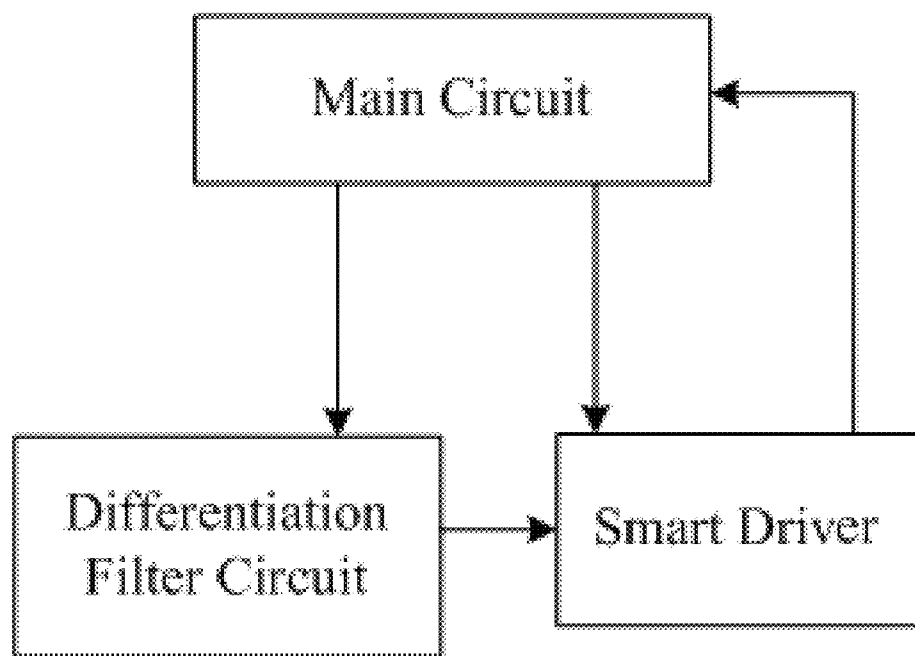 Main Circuit
Differentiation
Filter Circuit
Smart Driver